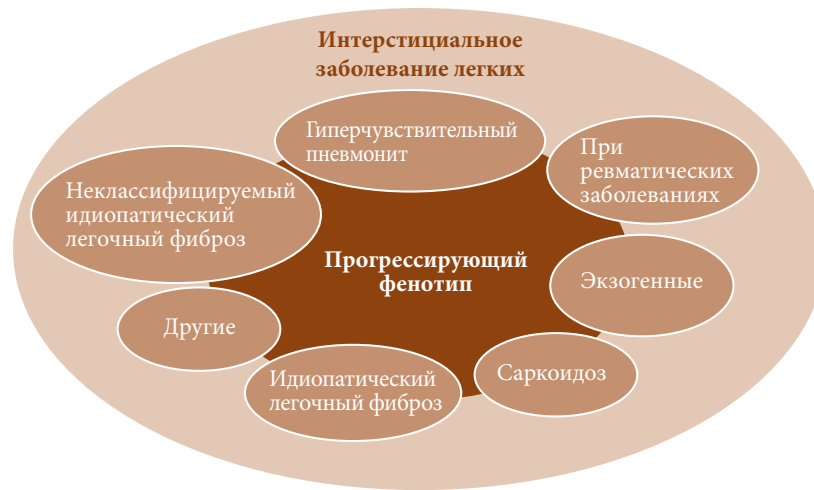 Интерстициальное
заболевание легких
Гиперчувствительный
пневмонит
При
ревматических
заболеваниях
Неклассифицируемый
идиопатический
легочный фиброз
Прогрессирующий
фенотип
Экзогенные
Другие
Саркоидоз
Идиопатический
легочный фиброз